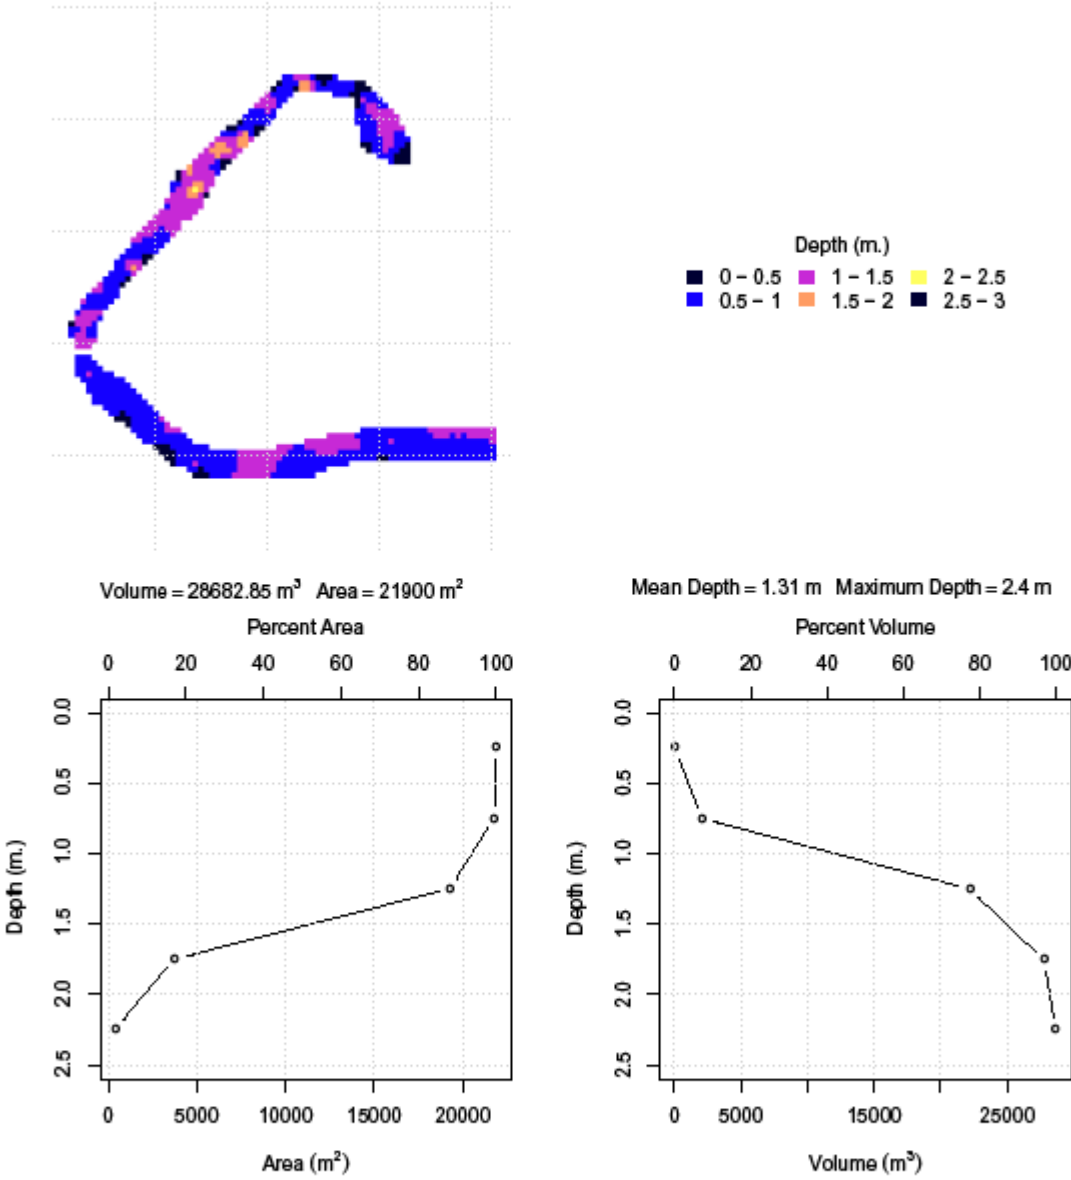 Depth (m.)
0 – 0.5 1 – 1.5 2 – 2.5
0.5 – 1 1.5 – 2 2.5 – 3
Volume = 28682.85 m³ Area = 21900 m²
Mean Depth = 1.31 m Maximum Depth = 2.4 m
Percent Area
0 20 40 60 80 100
Depth (m.)
0.0
0.5
1.0
1.5
2.0
2.5
0 5000 10000 15000 20000
Area (m²)
Percent Volume
0 20 40 60 80 100
Depth (m.)
0.0
0.5
1.0
1.5
2.0
2.5
0 5000 15000 25000
Volume (m³)